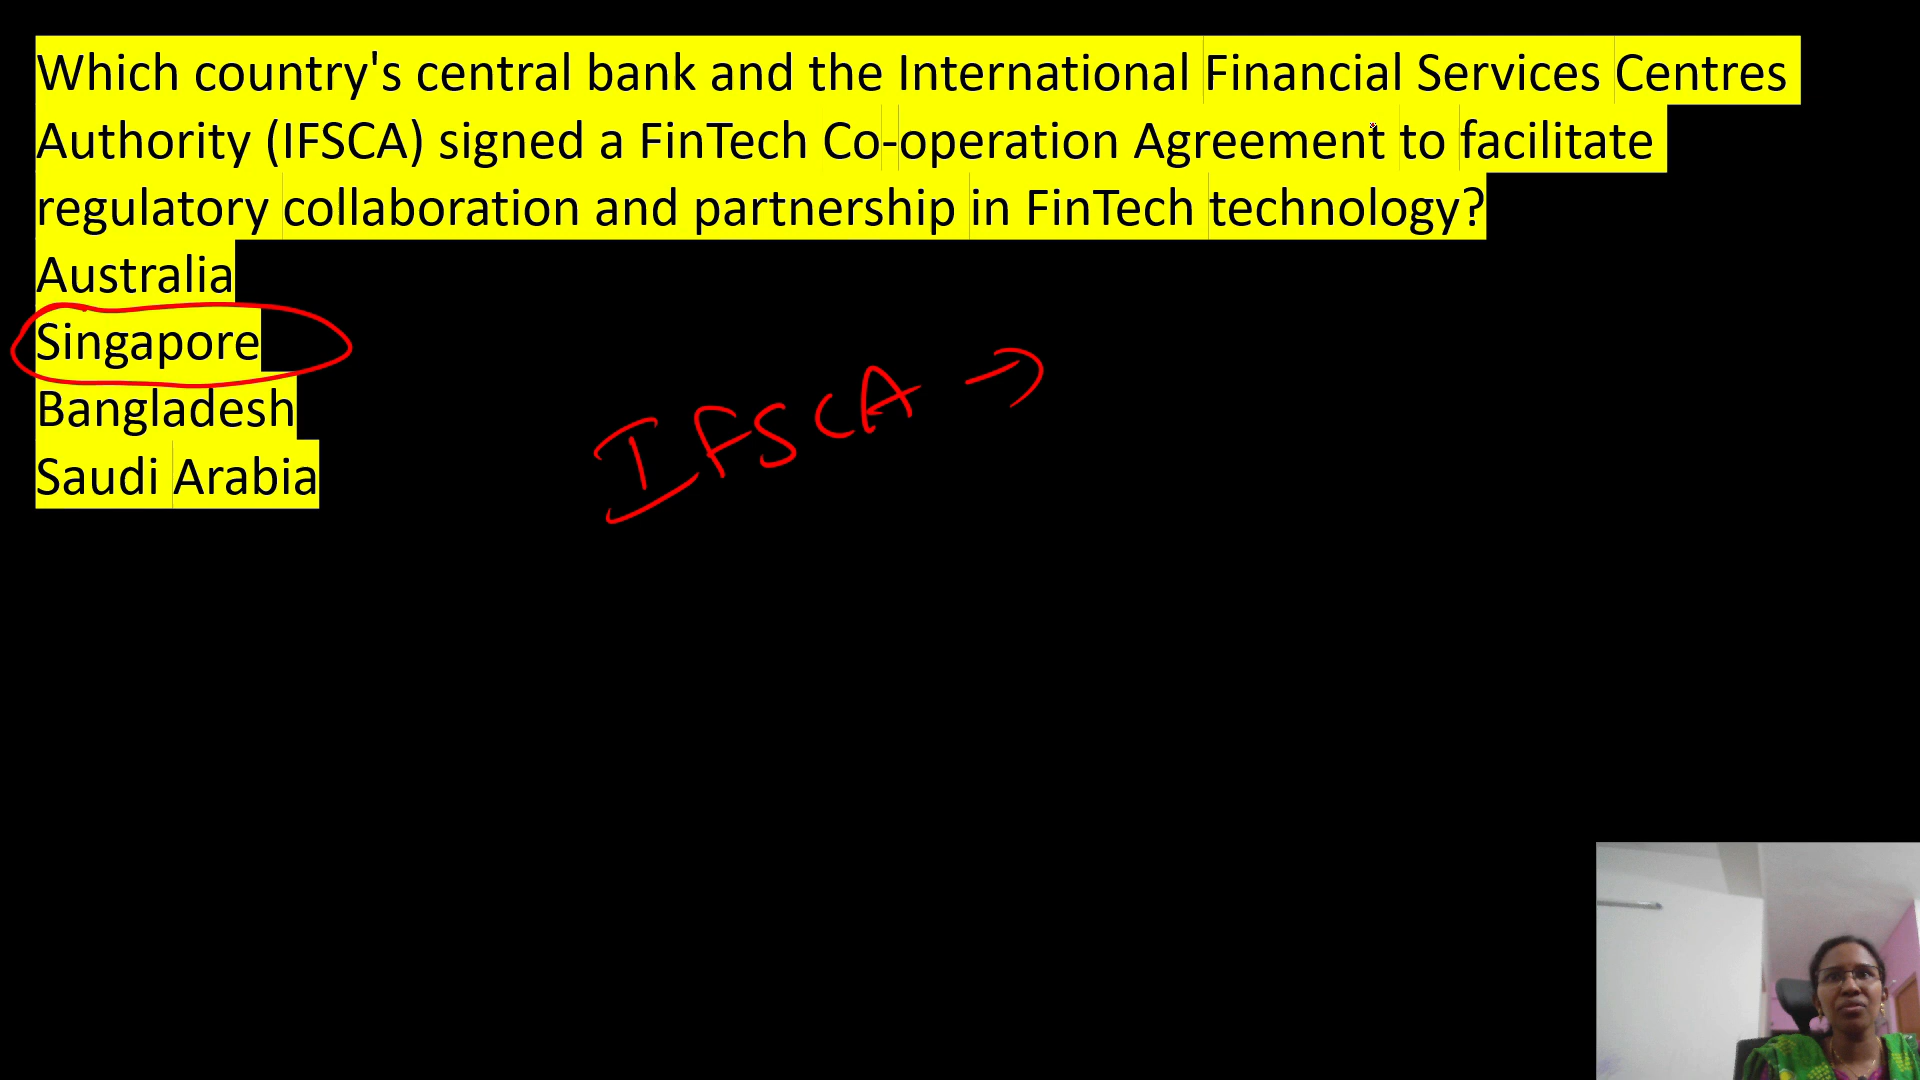 Which country's central bank and the International Financial Services Centres
Authority (IFSCA) signed a FinTech Co-operation Agreement to facilitate
regulatory collaboration and partnership in FinTech technology?
Australia
Singapore
Bangladesh
Saudi Arabia
IFSCA →